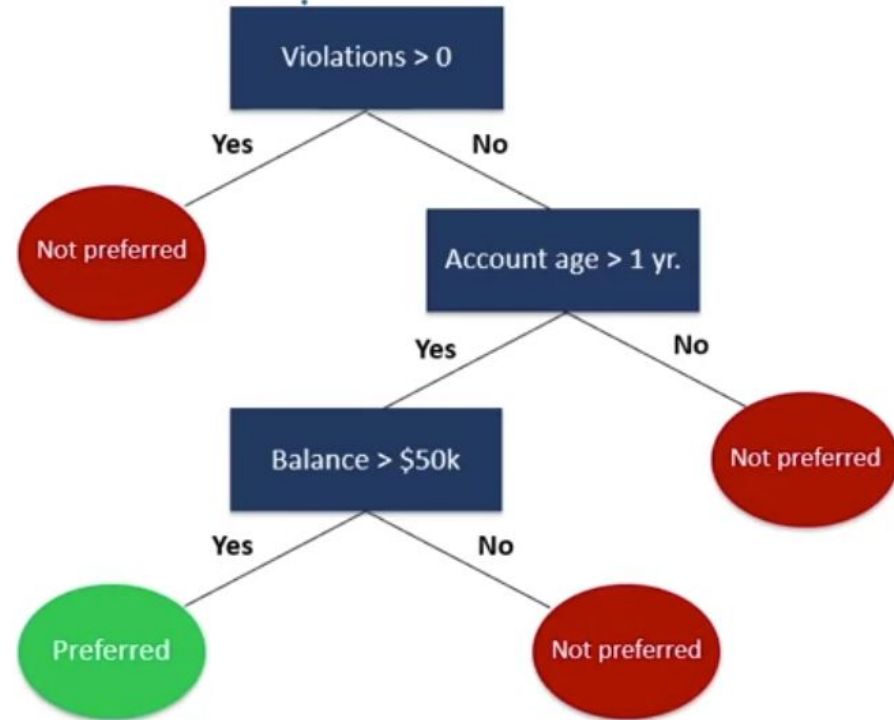 Violations > 0
Yes
No
Not preferred
Account age > 1 yr.
Yes
No
Balance > $50k
Not preferred
Yes
No
Preferred
Not preferred